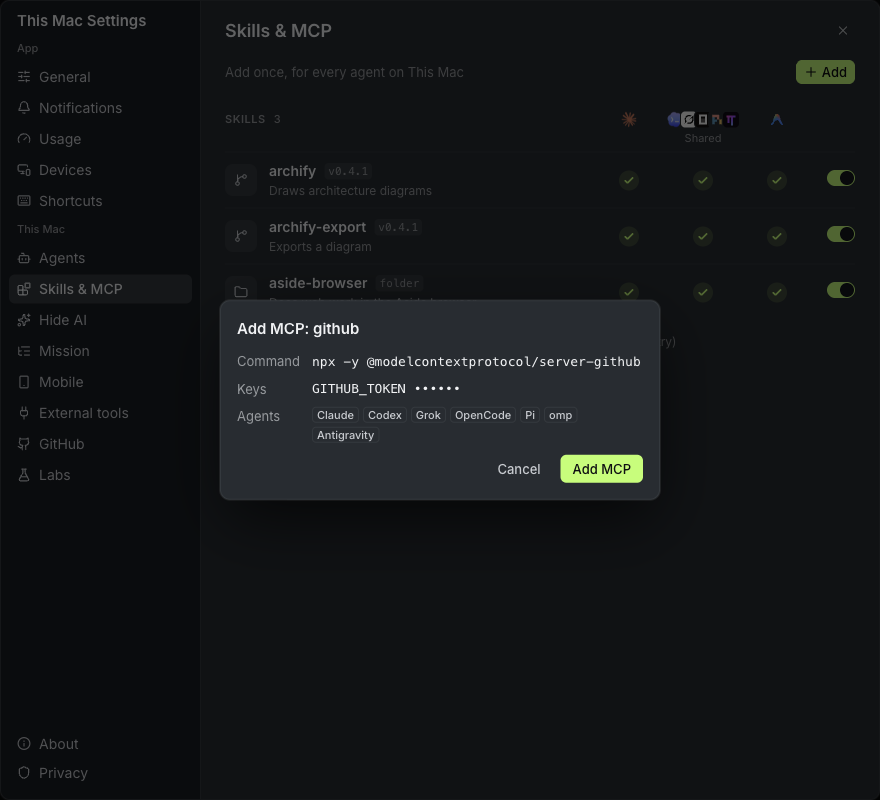 This Mac Settings
App
General
Notifications
Usage
Devices
Shortcuts
This Mac
Agents
Skills & MCP
Hide AI
Mission
Mobile
External tools
GitHub
Labs
About
Privacy
Skills & MCP
Add once, for every agent on This Mac
+ Add
SKILLS 3
Shared
archify v0.4.1
Draws architecture diagrams
archify-export v0.4.1
Exports a diagram
aside-browser folder
Add MCP: github
Command npx -y @modelcontextprotocol/server-github
Keys GITHUB_TOKEN ••••••
Agents Claude Codex Grok OpenCode Pi omp
Antigravity
Cancel Add MCP